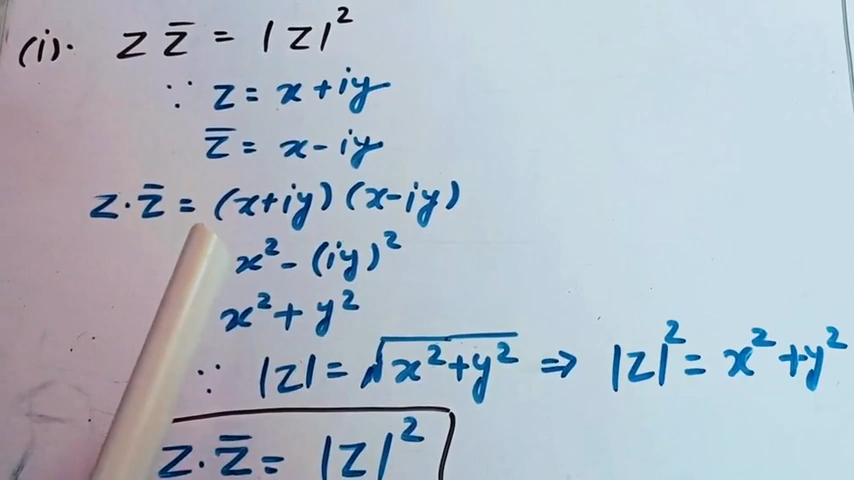 (i). z z̄ = |z|²
∵ z = x + iy
z̄ = x - iy
z · z̄ = (x+iy) (x-iy)
x² - (iy)²
x² + y²
∵ |z| = √(x²+y²) ⇒ |z|² = x² + y²
z · z̄ = |z|²